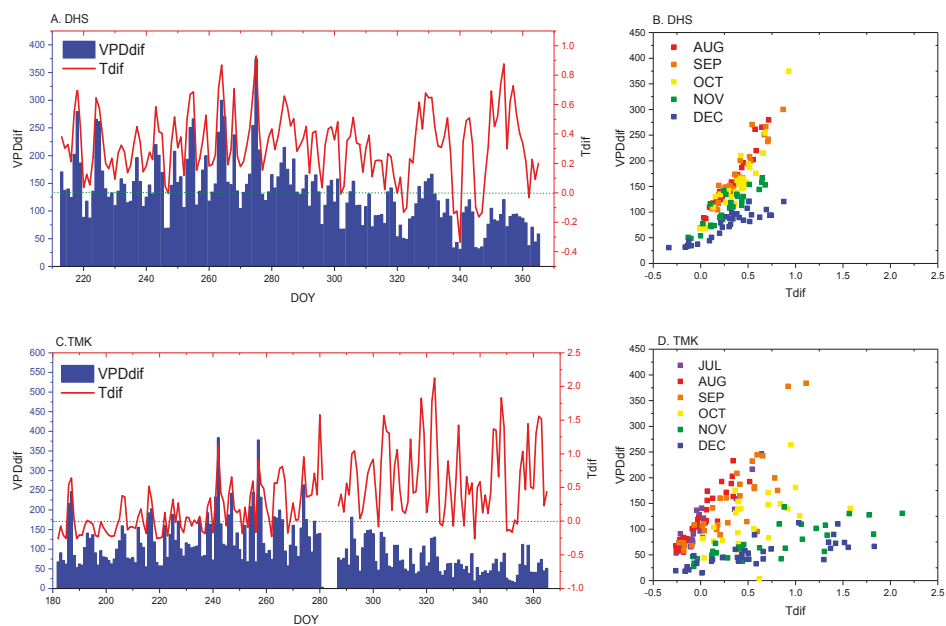 A. DHS
VPDdif
Tdif
400
350
300
250
200
150
100
50
0
VPDdif
1.0
0.8
0.6
0.4
0.2
0.0
-0.2
-0.4
Tdif
220 240 260 280 300 320 340 360
DOY
B. DHS
AUG
SEP
OCT
NOV
DEC
450
400
350
300
250
200
150
100
50
0
VPDdif
-0.5 0.0 0.5 1.0 1.5 2.0 2.5
Tdif
C.TMK
VPDdif
Tdif
600
550
500
450
400
350
300
250
200
150
100
50
0
VPDdif
2.5
2.0
1.5
1.0
0.5
0.0
-0.5
-1.0
Tdif
180 200 220 240 260 280 300 320 340 360
DOY
D. TMK
JUL
AUG
SEP
OCT
NOV
DEC
450
400
350
300
250
200
150
100
50
0
VPDdif
-0.5 0.0 0.5 1.0 1.5 2.0 2.5
Tdif